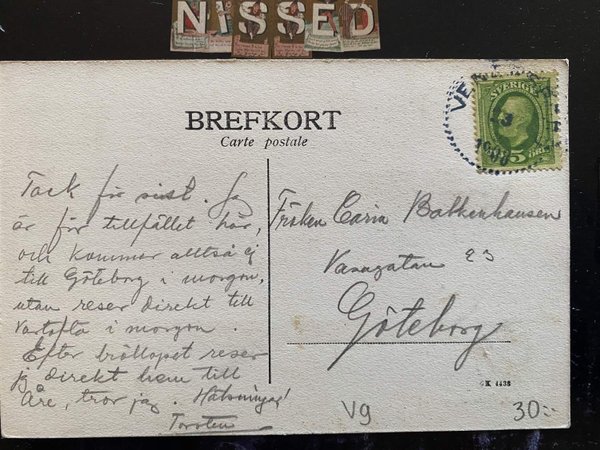 NISSED
BREFKORT
Carte postale
SVERIGE
5
Tack för sist. Jag
är för tillfället här,
och kommer alltså ej
till Göteborg i morgon,
utan reser direkt till
Vartofta i morgon.
Efter bröllopet reser
jg direkt hem till
Åre, tror jag. Hälsningar!
Torsten
Fröken Carin Balkenhausen
Vasagatan 23
Göteborg
4438
Vg
30:-